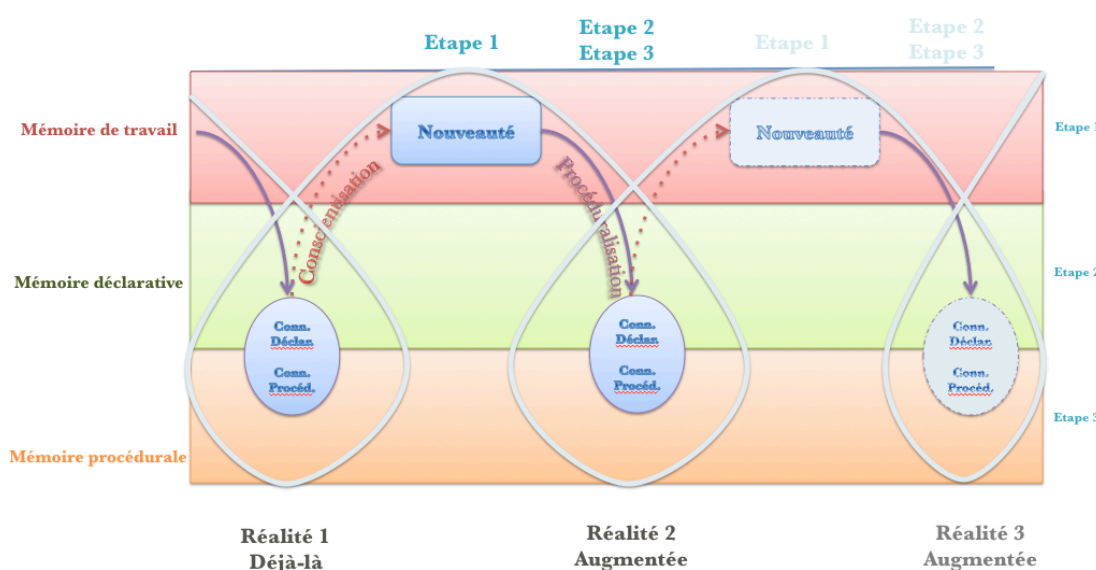 Etape 1
Etape 2
Etape 3
Etape 1
Etape 2
Etape 3
Mémoire de travail
Nouveauté
Nouveauté
Etape 1
Conscientisation
Procéduralisation
Mémoire déclarative
Etape 2
Conn.
Déclar.
Conn.
Procéd.
Conn.
Déclar.
Conn.
Procéd.
Conn.
Déclar.
Conn.
Procéd.
Etape 3
Mémoire procédurale
Réalité 1
Déjà-là
Réalité 2
Augmentée
Réalité 3
Augmentée